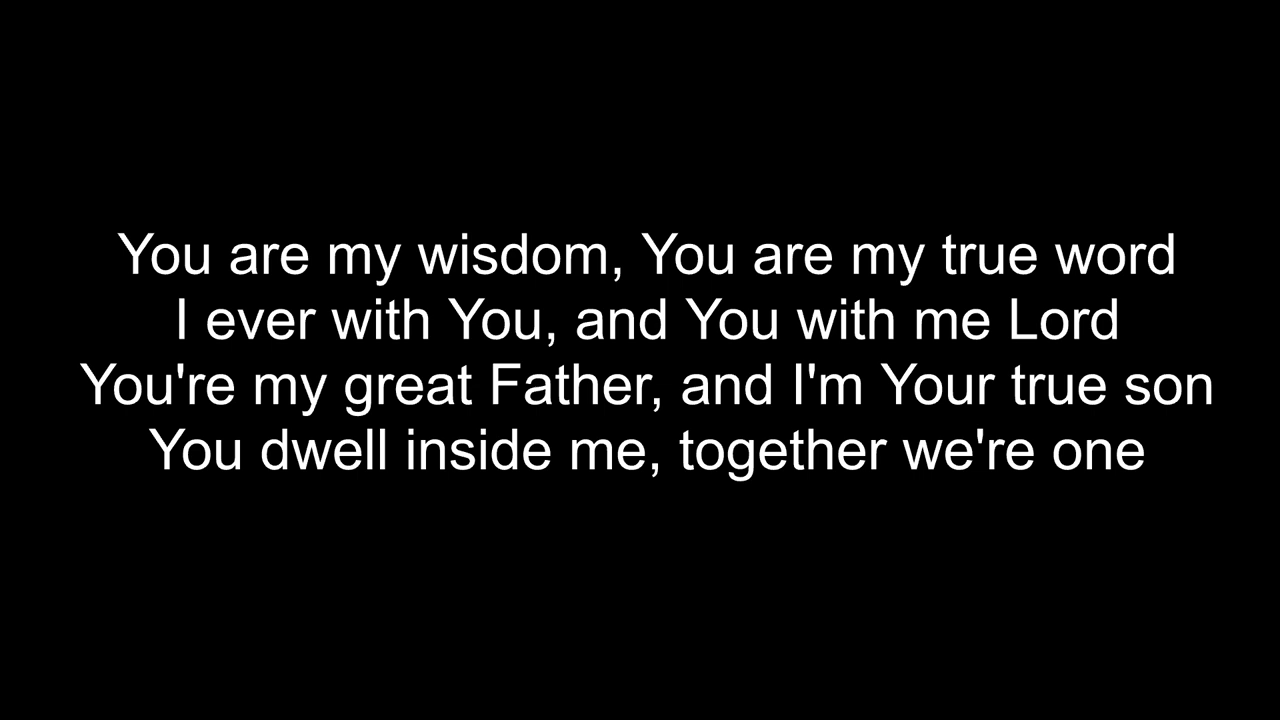 You are my wisdom, You are my true word
I ever with You, and You with me Lord
You're my great Father, and I'm Your true son
You dwell inside me, together we're one